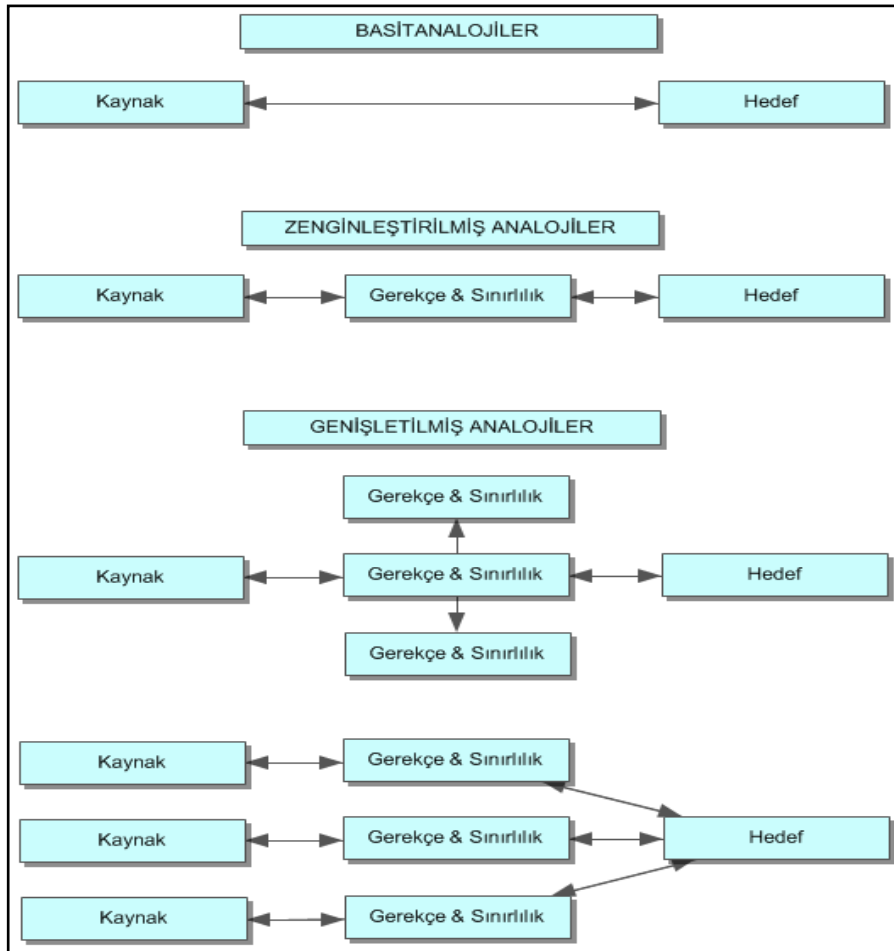 BASİTANALOJİLER
Kaynak
Hedef
ZENGİNLEŞTİRİLMİŞ ANALOJİLER
Kaynak
Gerekçe & Sınırlılık
Hedef
GENİŞLETİLMİŞ ANALOJİLER
Gerekçe & Sınırlılık
Kaynak
Gerekçe & Sınırlılık
Hedef
Gerekçe & Sınırlılık
Kaynak
Gerekçe & Sınırlılık
Kaynak
Gerekçe & Sınırlılık
Hedef
Kaynak
Gerekçe & Sınırlılık